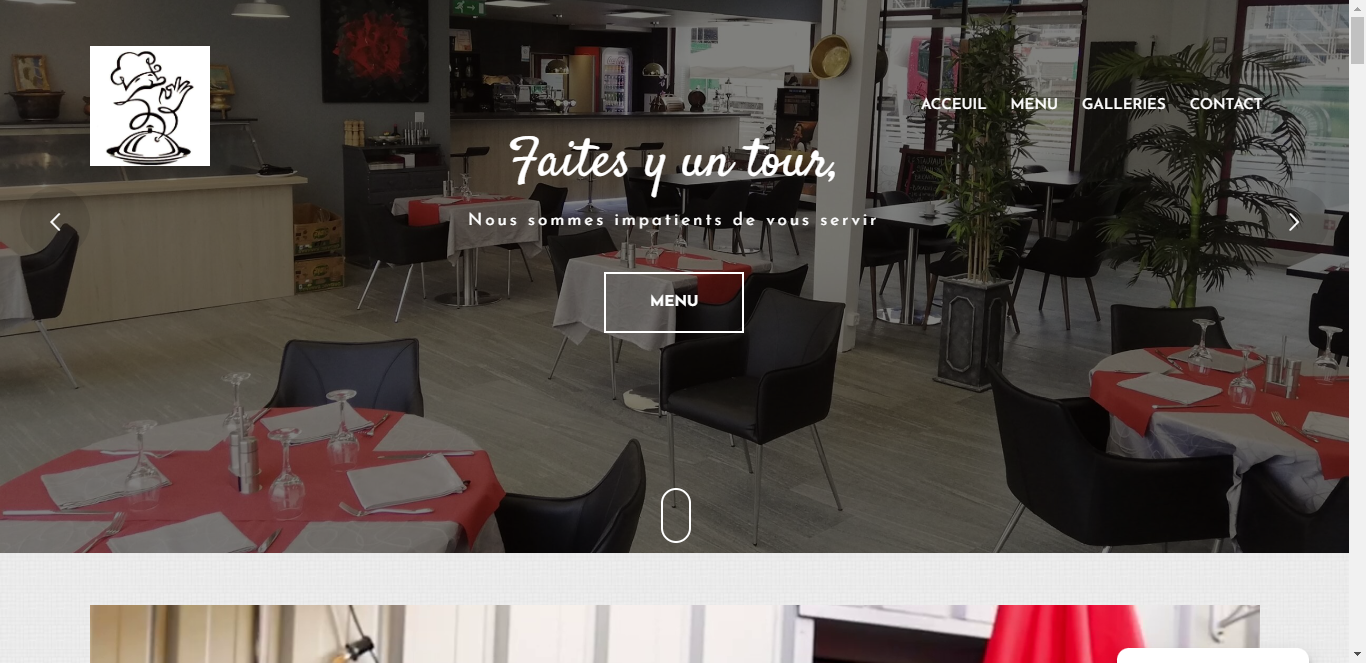 ACCEUIL MENU GALLERIES CONTACT
Faites y un tour,
Nous sommes impatients de vous servir
MENU